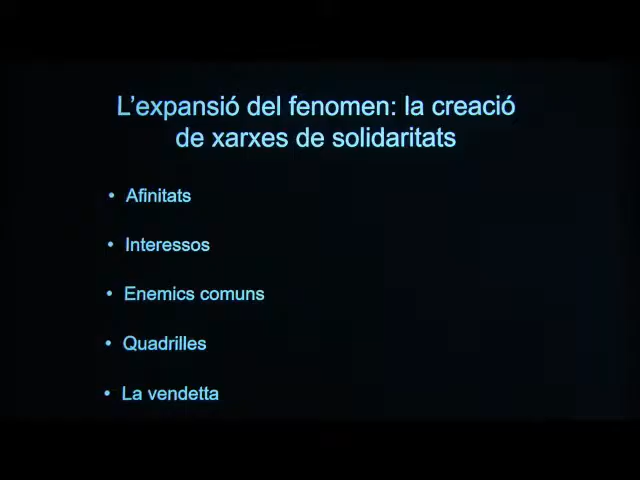 L'expansió del fenomen: la creació
de xarxes de solidaritats
• Afinitats
• Interessos
• Enemics comuns
• Quadrilles
• La vendetta